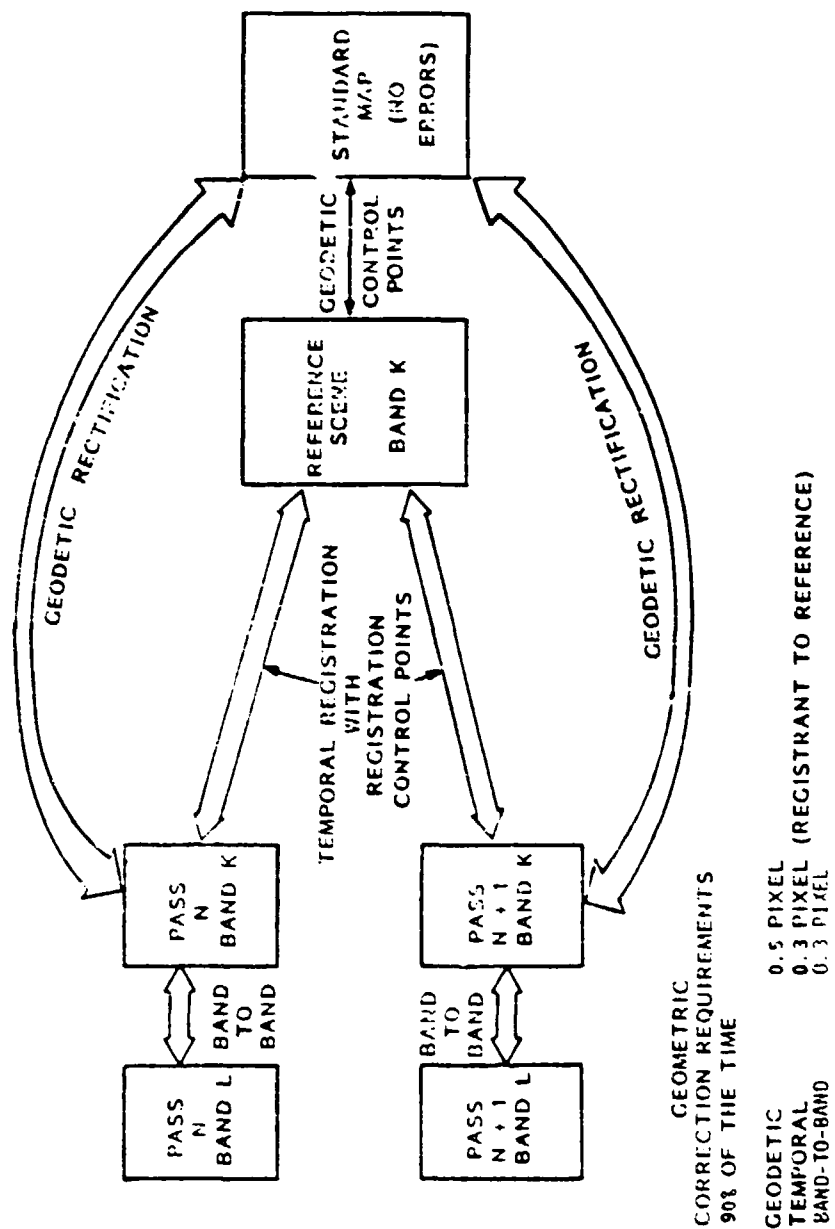 PASS
N
BAND L
BAND
TO
BAND
PASS
N
BAND K
GEODETIC RECTIFICATION
TEMPORAL REGISTRATION
WITH
REGISTRATION
CONTROL POINTS
REFERENCE
SCENE
BAND K
GEODETIC
CONTROL
POINTS
STANDARD
MAP
(NO
ERRORS)
PASS
N + 1
BAND L
BAND
TO
BAND
PASS
N + 1
BAND K
GEODETIC RECTIFICATION
GEOMETRIC
CORRECTION REQUIREMENTS
90% OF THE TIME
GEODETIC 0.5 PIXEL
TEMPORAL 0.3 PIXEL (REGISTRANT TO REFERENCE)
BAND-TO-BAND 0.3 PIXEL